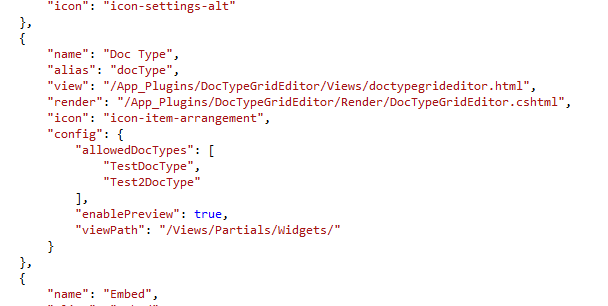 "icon": "icon-settings-alt"
},
{
"name": "Doc Type",
"alias": "docType",
"view": "/App_Plugins/DocTypeGridEditor/Views/doctypegrideditor.html",
"render": "/App_Plugins/DocTypeGridEditor/Render/DocTypeGridEditor.cshtml",
"icon": "icon-item-arrangement",
"config": {
"allowedDocTypes": [
"TestDocType",
"Test2DocType"
],
"enablePreview": true,
"viewPath": "/Views/Partials/Widgets/"
}
},
{
"name": "Embed",